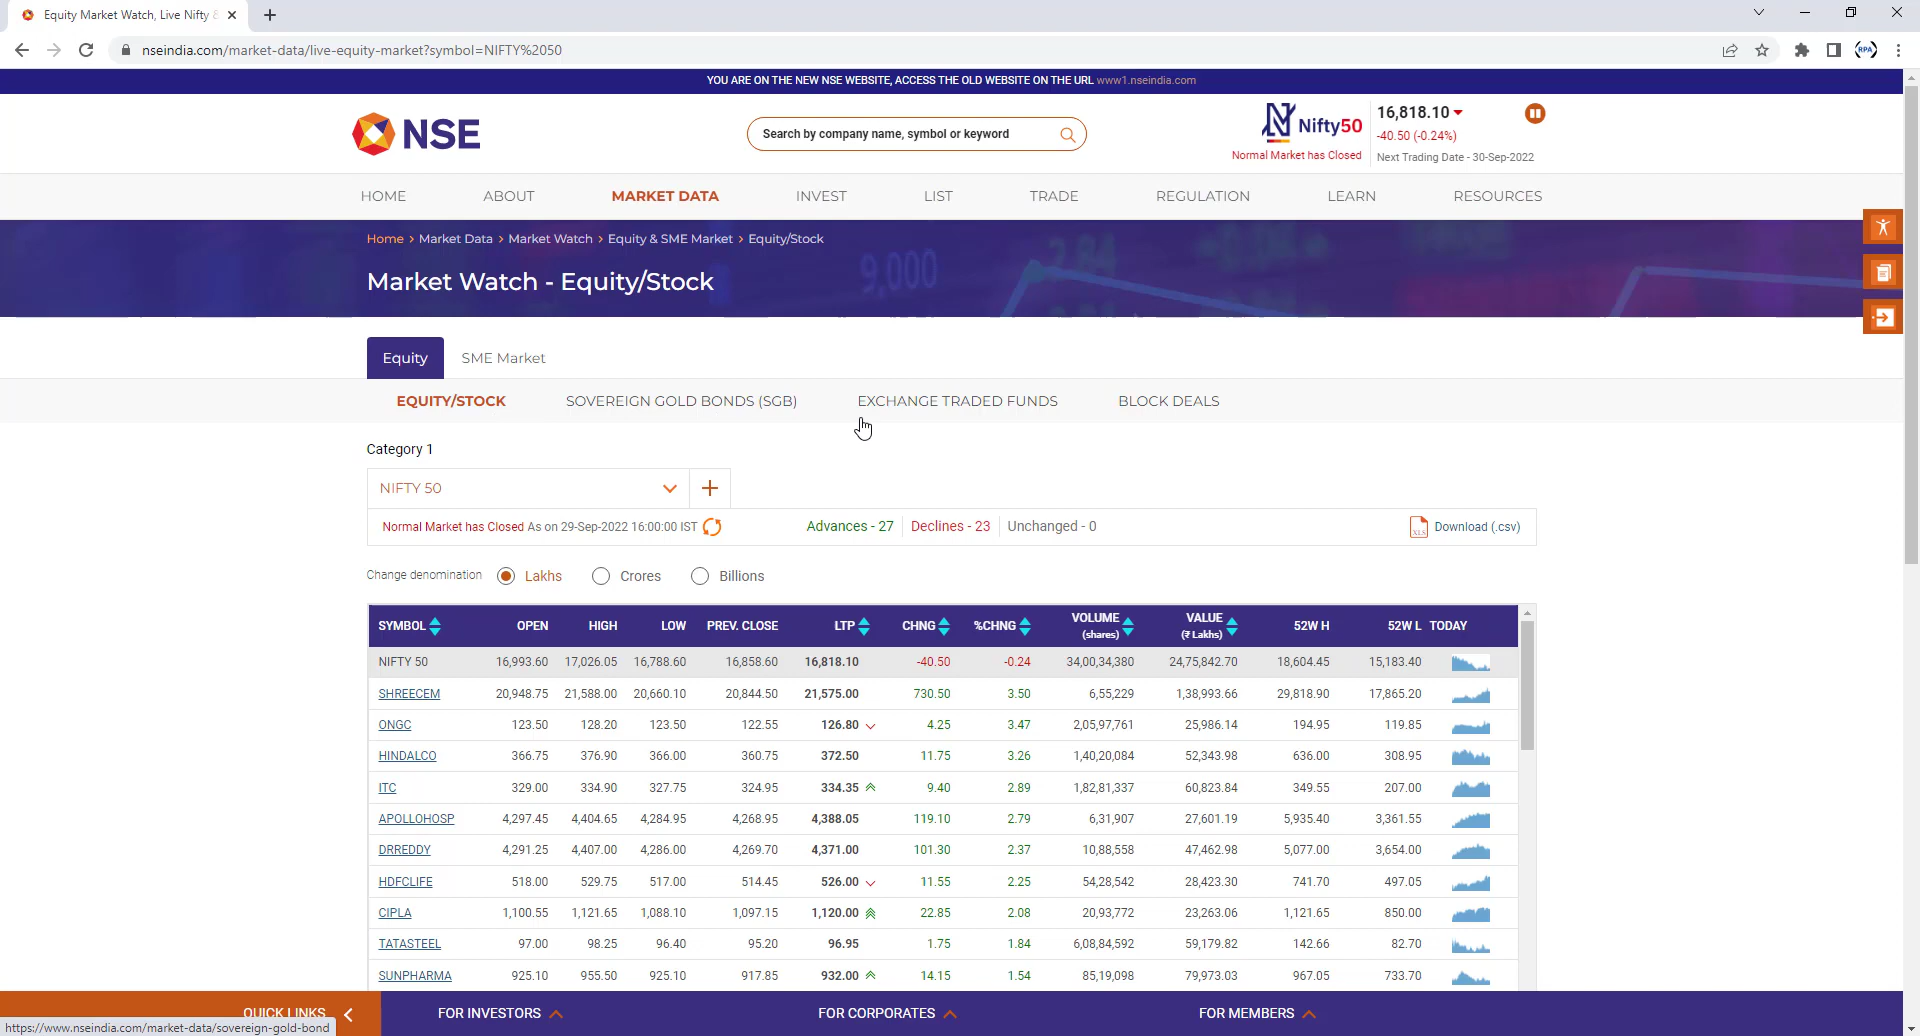 Equity Market Watch, Live Nifty
nseindia.com/market-data/live-equity-market?symbol=NIFTY%2050
RPA
YOU ARE ON THE NEW NSE WEBSITE, ACCESS THE OLD WEBSITE ON THE URL www1.nseindia.com
NSE
Search by company name, symbol or keyword
Nifty50
16,818.10
-40.50 (-0.24%)
Normal Market has Closed
Next Trading Date - 30-Sep-2022
HOME ABOUT MARKET DATA INVEST LIST TRADE REGULATION LEARN RESOURCES
Home › Market Data › Market Watch › Equity & SME Market › Equity/Stock
2.84
9,000
Market Watch - Equity/Stock
Equity SME Market
EQUITY/STOCK SOVEREIGN GOLD BONDS (SGB) EXCHANGE TRADED FUNDS BLOCK DEALS
Category 1
NIFTY 50 +
Normal Market has Closed As on 29-Sep-2022 16:00:00 IST Advances - 27 Declines - 23 Unchanged - 0 XLS Download (.csv)
Change denomination Lakhs Crores Billions
SYMBOL OPEN HIGH LOW PREV. CLOSE LTP CHNG %CHNG VOLUME (shares) VALUE (₹ Lakhs) 52W H 52W L TODAY
NIFTY 50 16,993.60 17,026.05 16,788.60 16,858.60 16,818.10 -40.50 -0.24 34,00,34,380 24,75,842.70 18,604.45 15,183.40
SHREECEM 20,948.75 21,588.00 20,660.10 20,844.50 21,575.00 730.50 3.50 6,55,229 1,38,993.66 29,818.90 17,865.20
ONGC 123.50 128.20 123.50 122.55 126.80 4.25 3.47 2,05,97,761 25,986.14 194.95 119.85
HINDALCO 366.75 376.90 366.00 360.75 372.50 11.75 3.26 1,40,20,084 52,343.98 636.00 308.95
ITC 329.00 334.90 327.75 324.95 334.35 9.40 2.89 1,82,81,337 60,823.84 349.55 207.00
APOLLOHOSP 4,297.45 4,404.65 4,284.95 4,268.95 4,388.05 119.10 2.79 6,31,907 27,601.19 5,935.40 3,361.55
DRREDDY 4,291.25 4,407.00 4,286.00 4,269.70 4,371.00 101.30 2.37 10,88,558 47,462.98 5,077.00 3,654.00
HDFCLIFE 518.00 529.75 517.00 514.45 526.00 11.55 2.25 54,28,542 28,423.30 741.70 497.05
CIPLA 1,100.55 1,121.65 1,088.10 1,097.15 1,120.00 22.85 2.08 20,93,772 23,263.06 1,121.65 850.00
TATASTEEL 97.00 98.25 96.40 95.20 96.95 1.75 1.84 6,08,84,592 59,179.82 142.66 82.70
SUNPHARMA 925.10 955.50 925.10 917.85 932.00 14.15 1.54 85,19,098 79,973.03 967.05 733.70
QUICK LINKS FOR INVESTORS FOR CORPORATES FOR MEMBERS
https://www.nseindia.com/market-data/sovereign-gold-bond